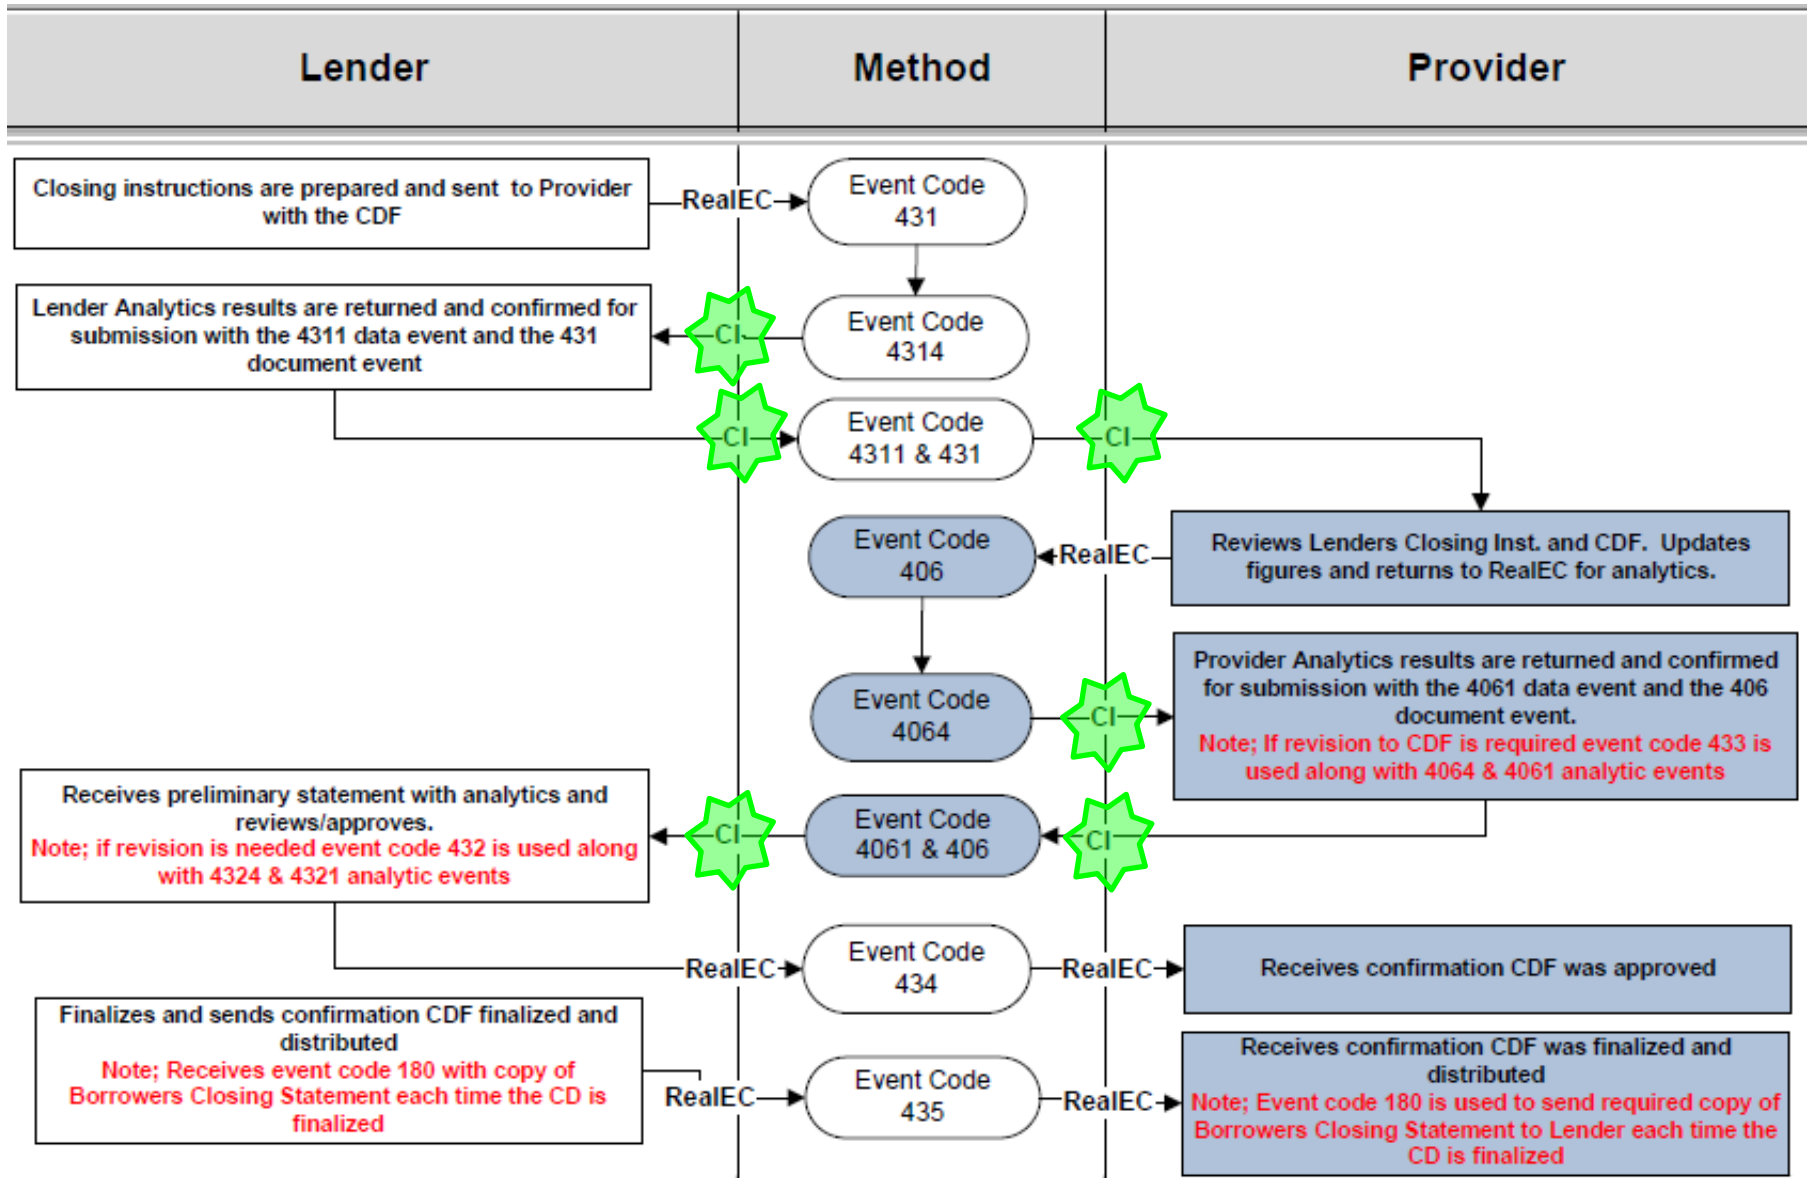 Lender
Method
Provider
Closing instructions are prepared and sent to Provider
with the CDF
RealEC
Event Code
431
Lender Analytics results are returned and confirmed for
submission with the 4311 data event and the 431
document event
CI
Event Code
4314
CI
Event Code
4311 & 431
CI
Event Code
406
RealEC
Reviews Lenders Closing Inst. and CDF. Updates
figures and returns to RealEC for analytics.
Event Code
4064
CI
Provider Analytics results are returned and confirmed
for submission with the 4061 data event and the 406
document event.
Note; If revision to CDF is required event code 433 is
used along with 4064 & 4061 analytic events
Receives preliminary statement with analytics and
reviews/approves.
Note; if revision is needed event code 432 is used along
with 4324 & 4321 analytic events
CI
Event Code
4061 & 406
CI
RealEC
Event Code
434
RealEC
Receives confirmation CDF was approved
Finalizes and sends confirmation CDF finalized and
distributed
Note; Receives event code 180 with copy of
Borrowers Closing Statement each time the CD is
finalized
RealEC
Event Code
435
RealEC
Receives confirmation CDF was finalized and
distributed
Note; Event code 180 is used to send required copy of
Borrowers Closing Statement to Lender each time the
CD is finalized